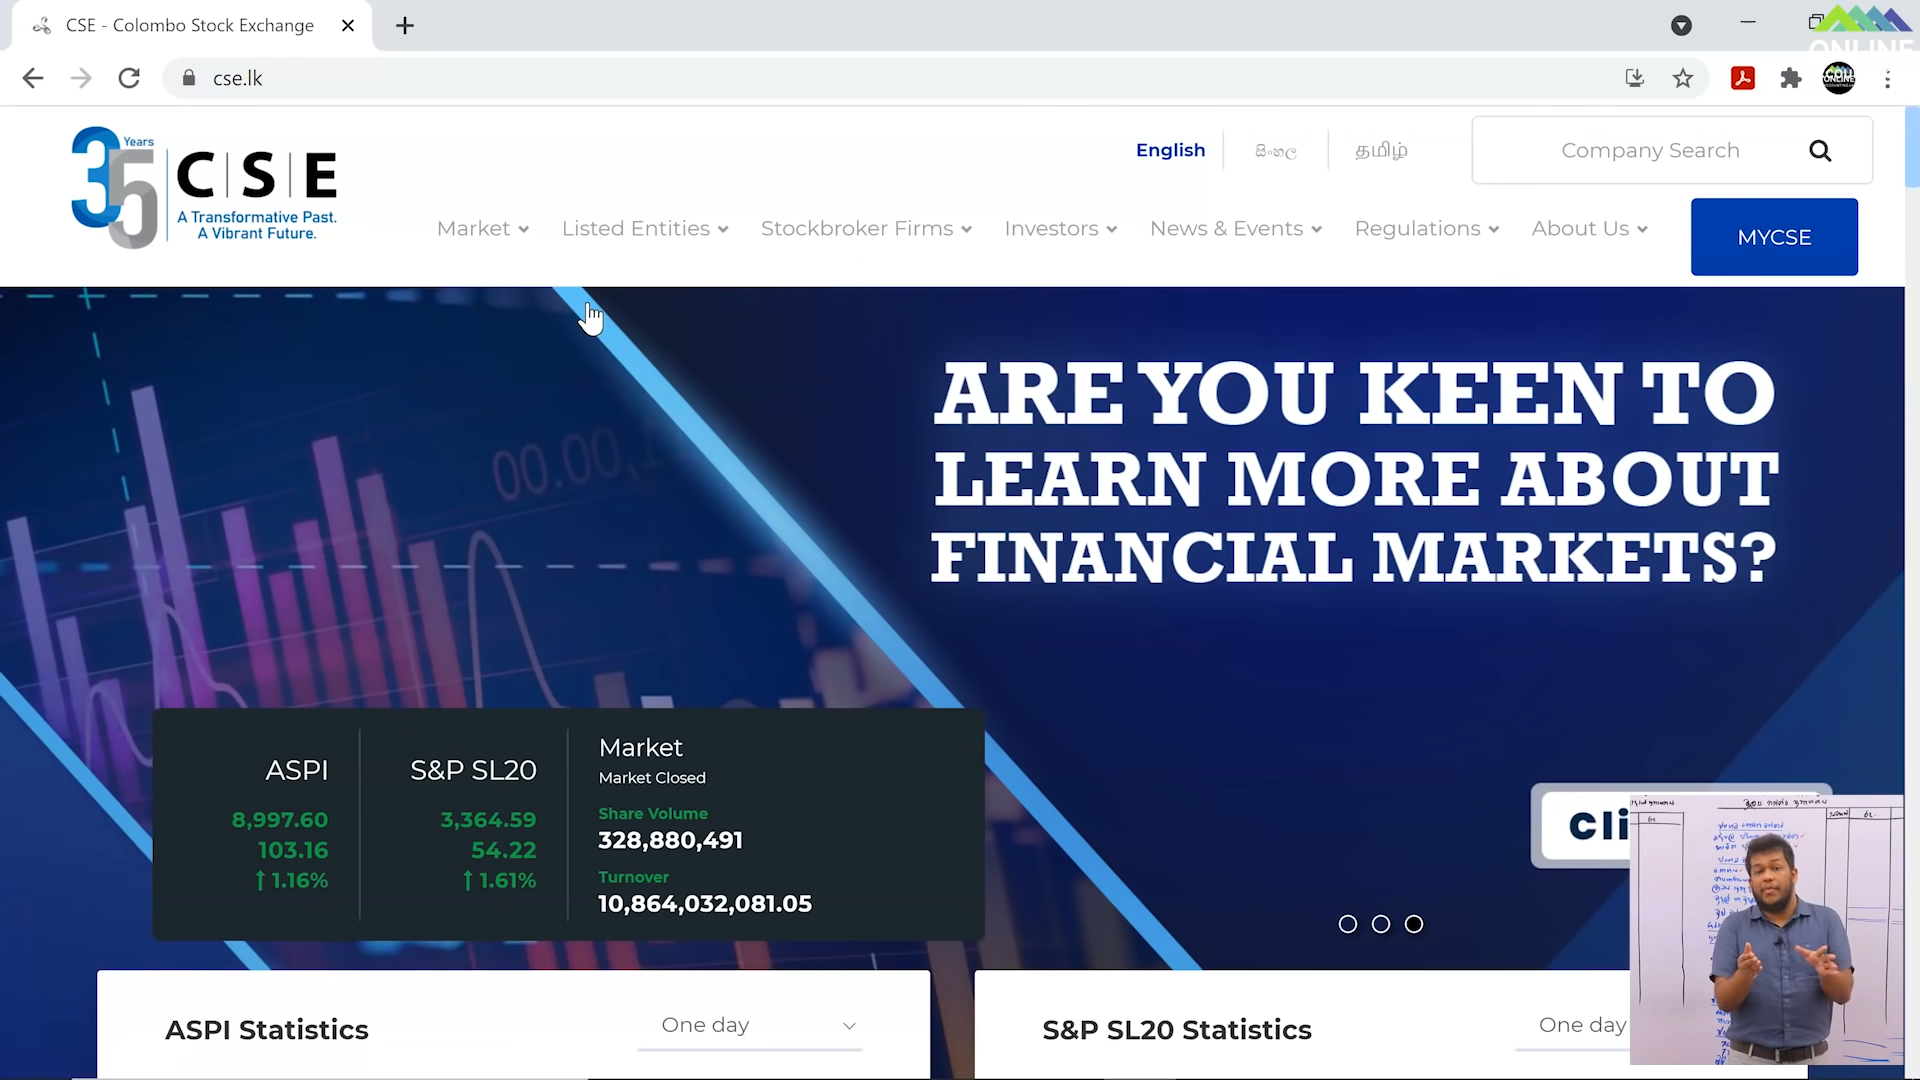 CSE - Colombo Stock Exchange
ONLINE
cse.lk
35 Years
C|S|E
A Transformative Past.
A Vibrant Future.
English
සිංහල
தமிழ்
Company Search
Market
Listed Entities
Stockbroker Firms
Investors
News & Events
Regulations
About Us
MYCSE
00.00,1
ARE YOU KEEN TO
LEARN MORE ABOUT
FINANCIAL MARKETS?
ASPI
8,997.60
103.16
↑ 1.16%
S&P SL20
3,364.59
54.22
↑ 1.61%
Market
Market Closed
Share Volume
328,880,491
Turnover
10,864,032,081.05
Cli
ASPI Statistics
One day
S&P SL20 Statistics
One day